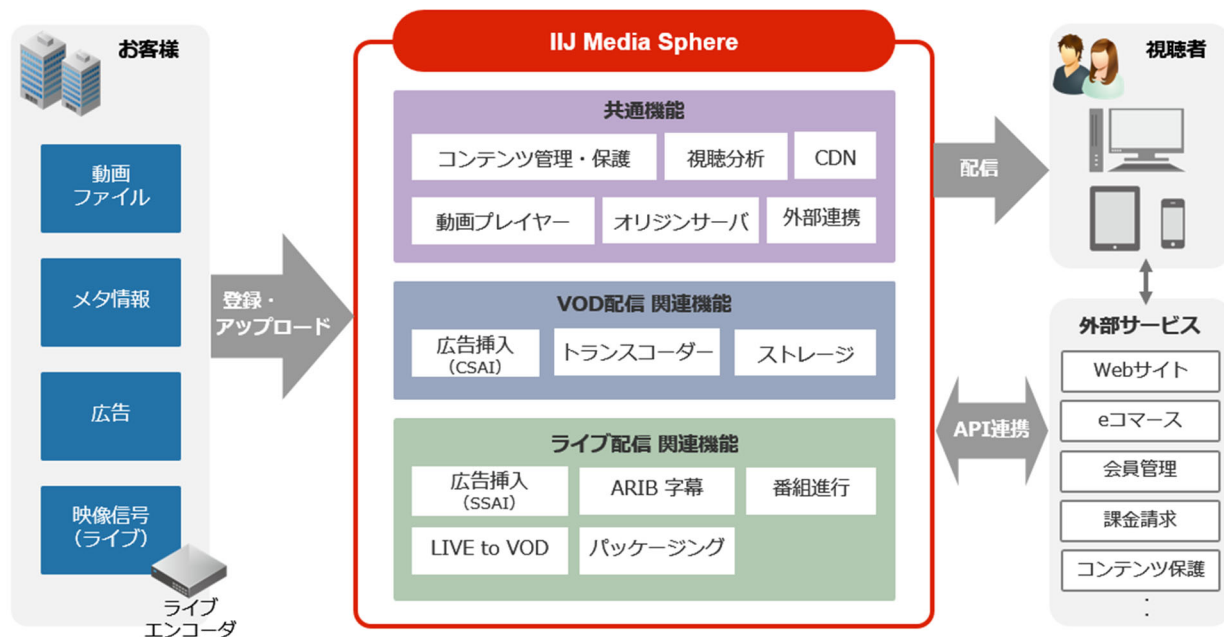 お客様
動画
ファイル
メタ情報
広告
映像信号
（ライブ）
ライブ
エンコーダ
登録・
アップロード
IIJ Media Sphere
共通機能
コンテンツ管理・保護
視聴分析
CDN
動画プレイヤー
オリジンサーバ
外部連携
VOD配信 関連機能
広告挿入
（CSAI）
トランスコーダー
ストレージ
ライブ配信 関連機能
広告挿入
（SSAI）
ARIB 字幕
番組進行
LIVE to VOD
パッケージング
配信
API連携
視聴者
外部サービス
Webサイト
eコマース
会員管理
課金請求
コンテンツ保護
：